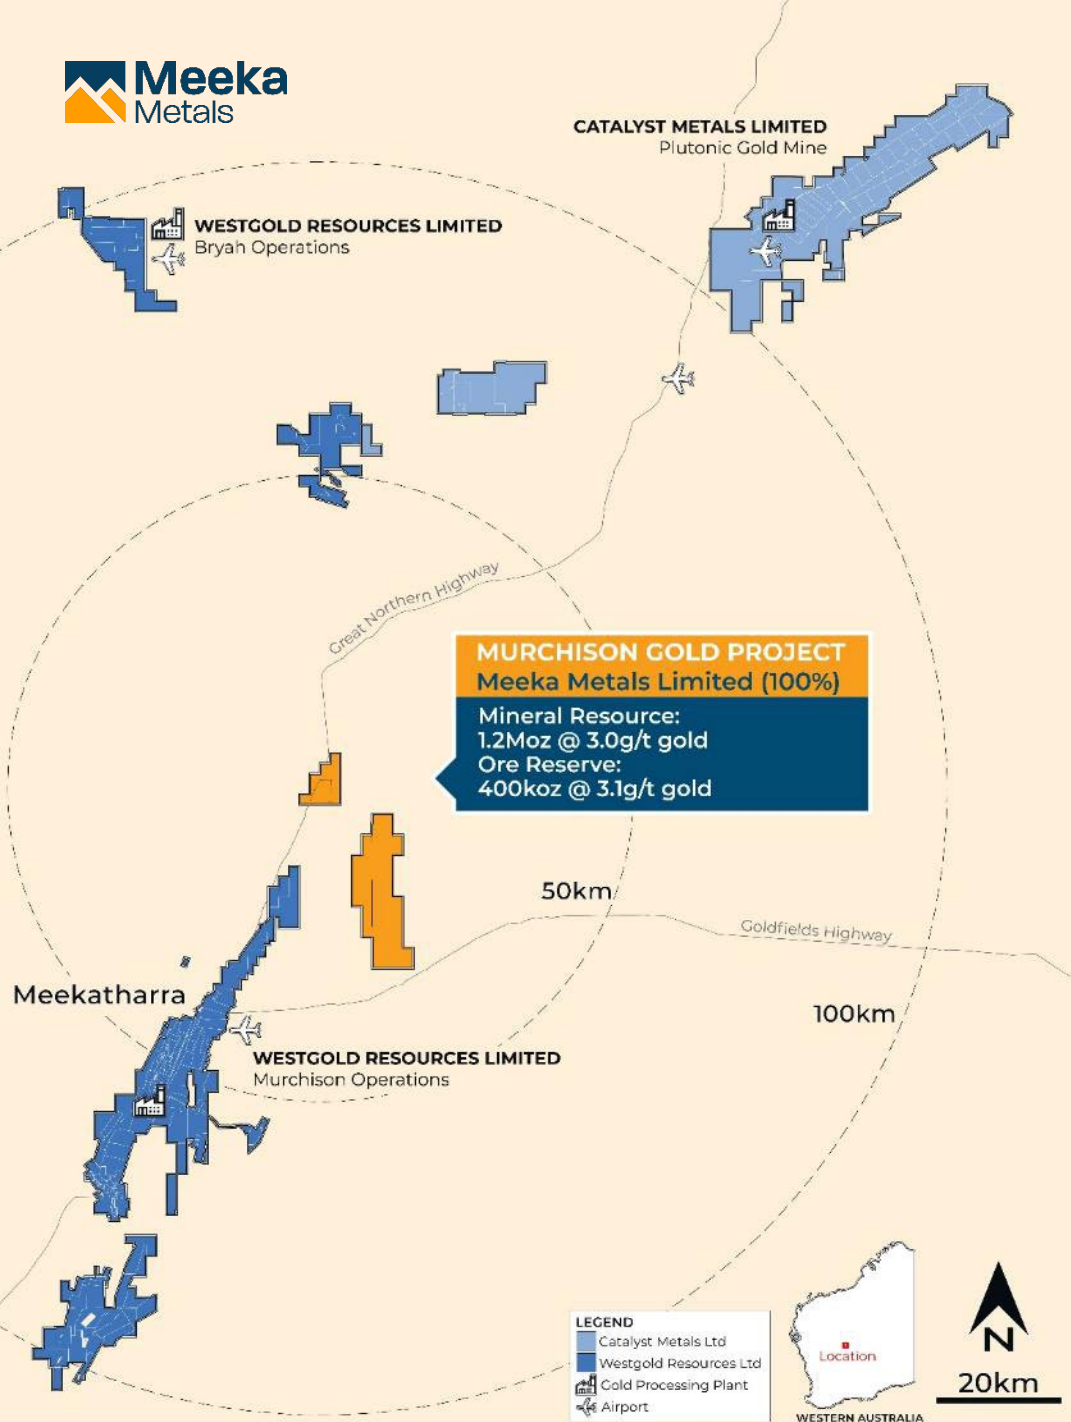 Meeka
Metals
CATALYST METALS LIMITED
Plutonic Gold Mine
WESTGOLD RESOURCES LIMITED
Bryah Operations
Great Northern Highway
MURCHISON GOLD PROJECT
Meeka Metals Limited (100%)
Mineral Resource:
1.2Moz @ 3.0g/t gold
Ore Reserve:
400koz @ 3.1g/t gold
50km
Goldfields Highway
Meekatharra
100km
WESTGOLD RESOURCES LIMITED
Murchison Operations
LEGEND
Catalyst Metals Ltd
Westgold Resources Ltd
Gold Processing Plant
Airport
Location
WESTERN AUSTRALIA
N
20km